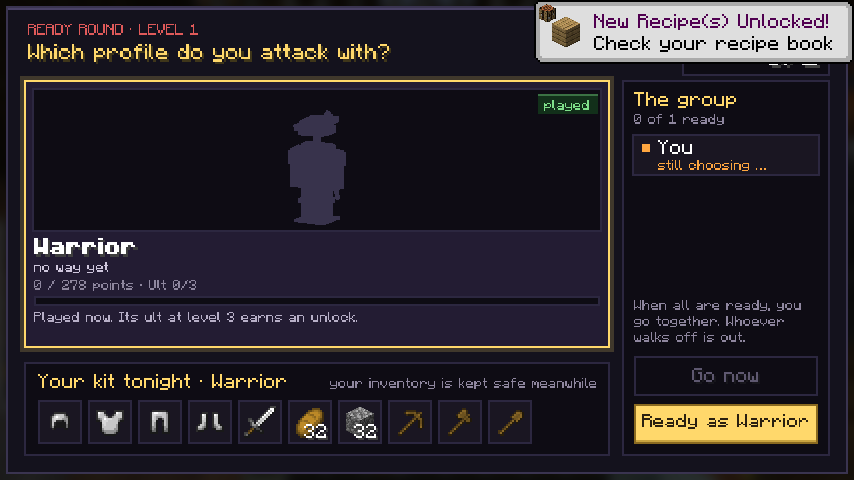 READY ROUND · LEVEL 1
Which profile do you attack with?
New Recipe(s) Unlocked!
Check your recipe book
played
Warrior
no way yet
0 / 278 points · Ult 0/3
Played now. Its ult at level 3 earns an unlock.
The group
0 of 1 ready
You
still choosing ...
When all are ready, you
go together. Whoever
walks off is out.
Go now
Ready as Warrior
Your kit tonight · Warrior
your inventory is kept safe meanwhile
32
32